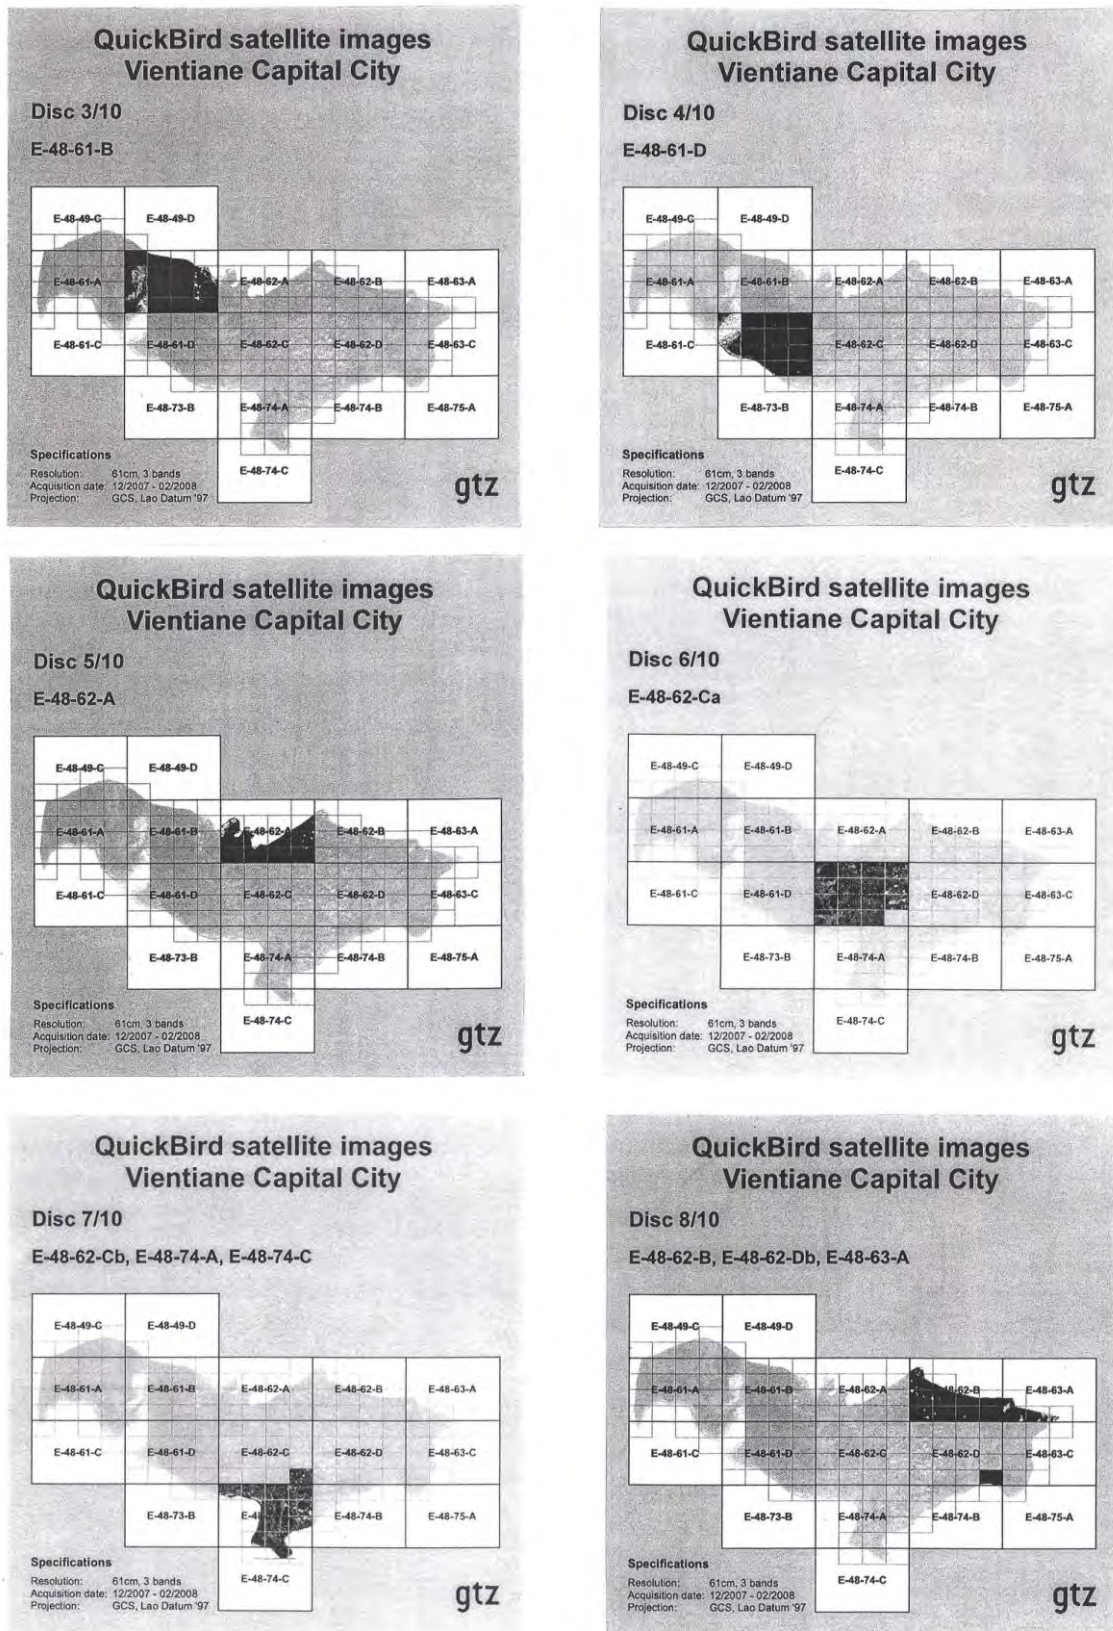 QuickBird satellite images
Vientiane Capital City
Disc 3/10
E-48-61-B
E-48-49-C E-48-49-D
E-48-61-A E-48-62-A E-48-62-B E-48-63-A
E-48-61-C E-48-61-D E-48-62-C E-48-62-D E-48-63-C
E-48-73-B E-48-74-A E-48-74-B E-48-75-A
E-48-74-C
Specifications
Resolution: 61cm, 3 bands
Acquisition date: 12/2007 - 02/2008
Projection: GCS, Lao Datum '97
gtz
QuickBird satellite images
Vientiane Capital City
Disc 4/10
E-48-61-D
E-48-49-C E-48-49-D
E-48-61-A E-48-61-B E-48-62-A E-48-62-B E-48-63-A
E-48-61-C E-48-62-C E-48-62-D E-48-63-C
E-48-73-B E-48-74-A E-48-74-B E-48-75-A
E-48-74-C
Specifications
Resolution: 61cm, 3 bands
Acquisition date: 12/2007 - 02/2008
Projection: GCS, Lao Datum '97
gtz
QuickBird satellite images
Vientiane Capital City
Disc 5/10
E-48-62-A
E-48-49-C E-48-49-D
E-48-61-A E-48-61-B E-48-62-A E-48-62-B E-48-63-A
E-48-61-C E-48-61-D E-48-62-C E-48-62-D E-48-63-C
E-48-73-B E-48-74-A E-48-74-B E-48-75-A
E-48-74-C
Specifications
Resolution: 61cm, 3 bands
Acquisition date: 12/2007 - 02/2008
Projection: GCS, Lao Datum '97
gtz
QuickBird satellite images
Vientiane Capital City
Disc 6/10
E-48-62-Ca
E-48-49-C E-48-49-D
E-48-61-A E-48-61-B E-48-62-A E-48-62-B E-48-63-A
E-48-61-C E-48-61-D E-48-62-D E-48-63-C
E-48-73-B E-48-74-A E-48-74-B E-48-75-A
E-48-74-C
Specifications
Resolution: 61cm, 3 bands
Acquisition date: 12/2007 - 02/2008
Projection: GCS, Lao Datum '97
gtz
QuickBird satellite images
Vientiane Capital City
Disc 7/10
E-48-62-Cb, E-48-74-A, E-48-74-C
E-48-49-C E-48-49-D
E-48-61-A E-48-61-B E-48-62-A E-48-62-B E-48-63-A
E-48-61-C E-48-61-D E-48-62-C E-48-62-D E-48-63-C
E-48-73-B E-48-74-B E-48-75-A
E-48-74-C
Specifications
Resolution: 61cm, 3 bands
Acquisition date: 12/2007 - 02/2008
Projection: GCS, Lao Datum '97
gtz
QuickBird satellite images
Vientiane Capital City
Disc 8/10
E-48-62-B, E-48-62-Db, E-48-63-A
E-48-49-C E-48-49-D
E-48-61-A E-48-61-B E-48-62-A E-48-62-B E-48-63-A
E-48-61-C E-48-61-D E-48-62-C E-48-62-D E-48-63-C
E-48-73-B E-48-74-A E-48-74-B E-48-75-A
E-48-74-C
Specifications
Resolution: 61cm, 3 bands
Acquisition date: 12/2007 - 02/2008
Projection: GCS, Lao Datum '97
gtz